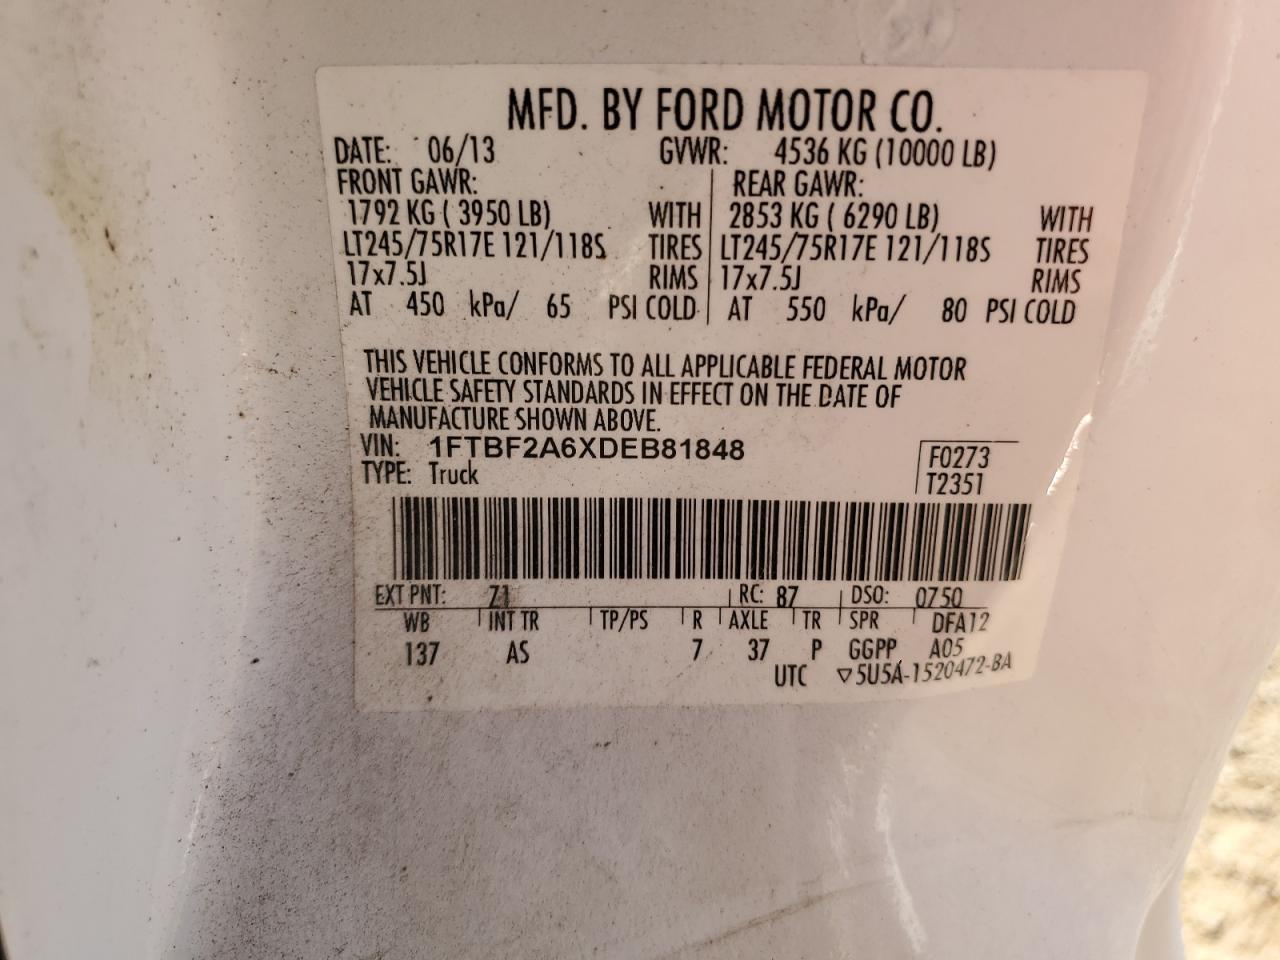 MFD. BY FORD MOTOR CO.
DATE: 06/13 GVWR: 4536 KG (10000 LB)
FRONT GAWR: REAR GAWR:
1792 KG ( 3950 LB) WITH 2853 KG ( 6290 LB) WITH
LT245/75R17E 121/118S TIRES LT245/75R17E 121/118S TIRES
17x7.5J RIMS 17x7.5J RIMS
AT 450 kPa/ 65 PSI COLD AT 550 kPa/ 80 PSI COLD
THIS VEHICLE CONFORMS TO ALL APPLICABLE FEDERAL MOTOR
VEHICLE SAFETY STANDARDS IN EFFECT ON THE DATE OF
MANUFACTURE SHOWN ABOVE.
VIN: 1FTBF2A6XDEB81848 F0273
TYPE: Truck T2351
EXT PNT: Z1 RC: 87 DSO: 0750
WB INT TR TP/PS R AXLE TR SPR DFA12
137 AS 7 37 P GGPP A05
UTC ▽5U5A-1520472-BA